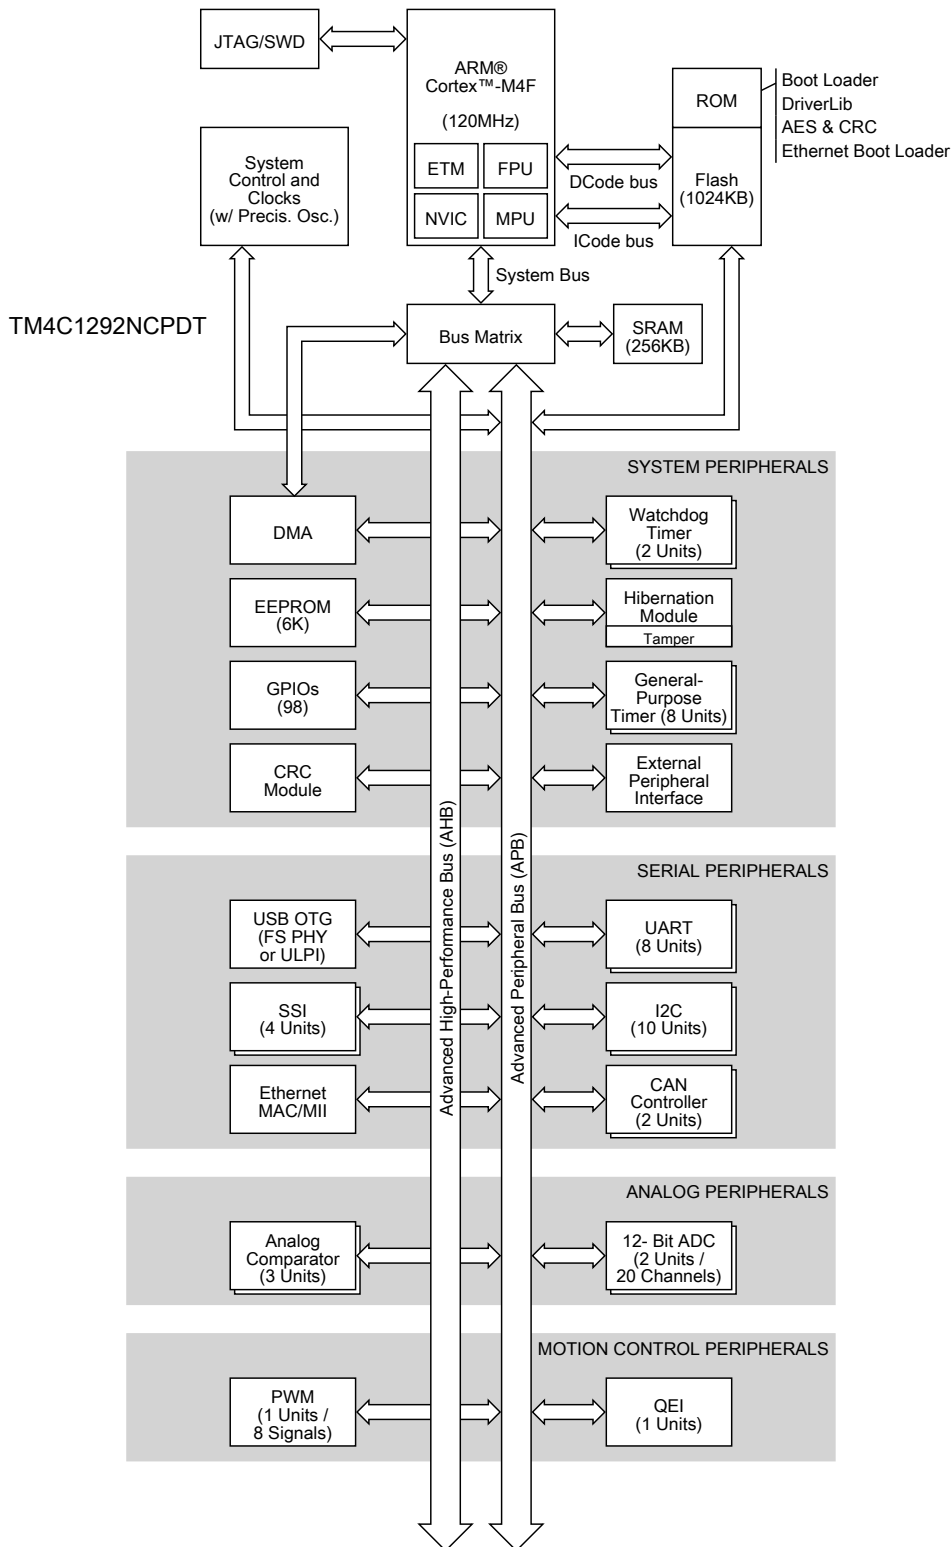 JTAG/SWD
ARM®
Cortex™-M4F
(120MHz)
ETM
FPU
NVIC
MPU
ROM
Flash
(1024KB)
Boot Loader
DriverLib
AES & CRC
Ethernet Boot Loader
DCode bus
ICode bus
System
Control and
Clocks
(w/ Precis. Osc.)
System Bus
TM4C1292NCPDT
Bus Matrix
SRAM
(256KB)
SYSTEM PERIPHERALS
DMA
Watchdog
Timer
(2 Units)
EEPROM
(6K)
Hibernation
Module
Tamper
GPIOs
(98)
General-
Purpose
Timer (8 Units)
CRC
Module
External
Peripheral
Interface
Advanced High-Performance Bus (AHB)
Advanced Peripheral Bus (APB)
SERIAL PERIPHERALS
USB OTG
(FS PHY
or ULPI)
UART
(8 Units)
SSI
(4 Units)
I2C
(10 Units)
Ethernet
MAC/MII
CAN
Controller
(2 Units)
ANALOG PERIPHERALS
Analog
Comparator
(3 Units)
12- Bit ADC
(2 Units /
20 Channels)
MOTION CONTROL PERIPHERALS
PWM
(1 Units /
8 Signals)
QEI
(1 Units)